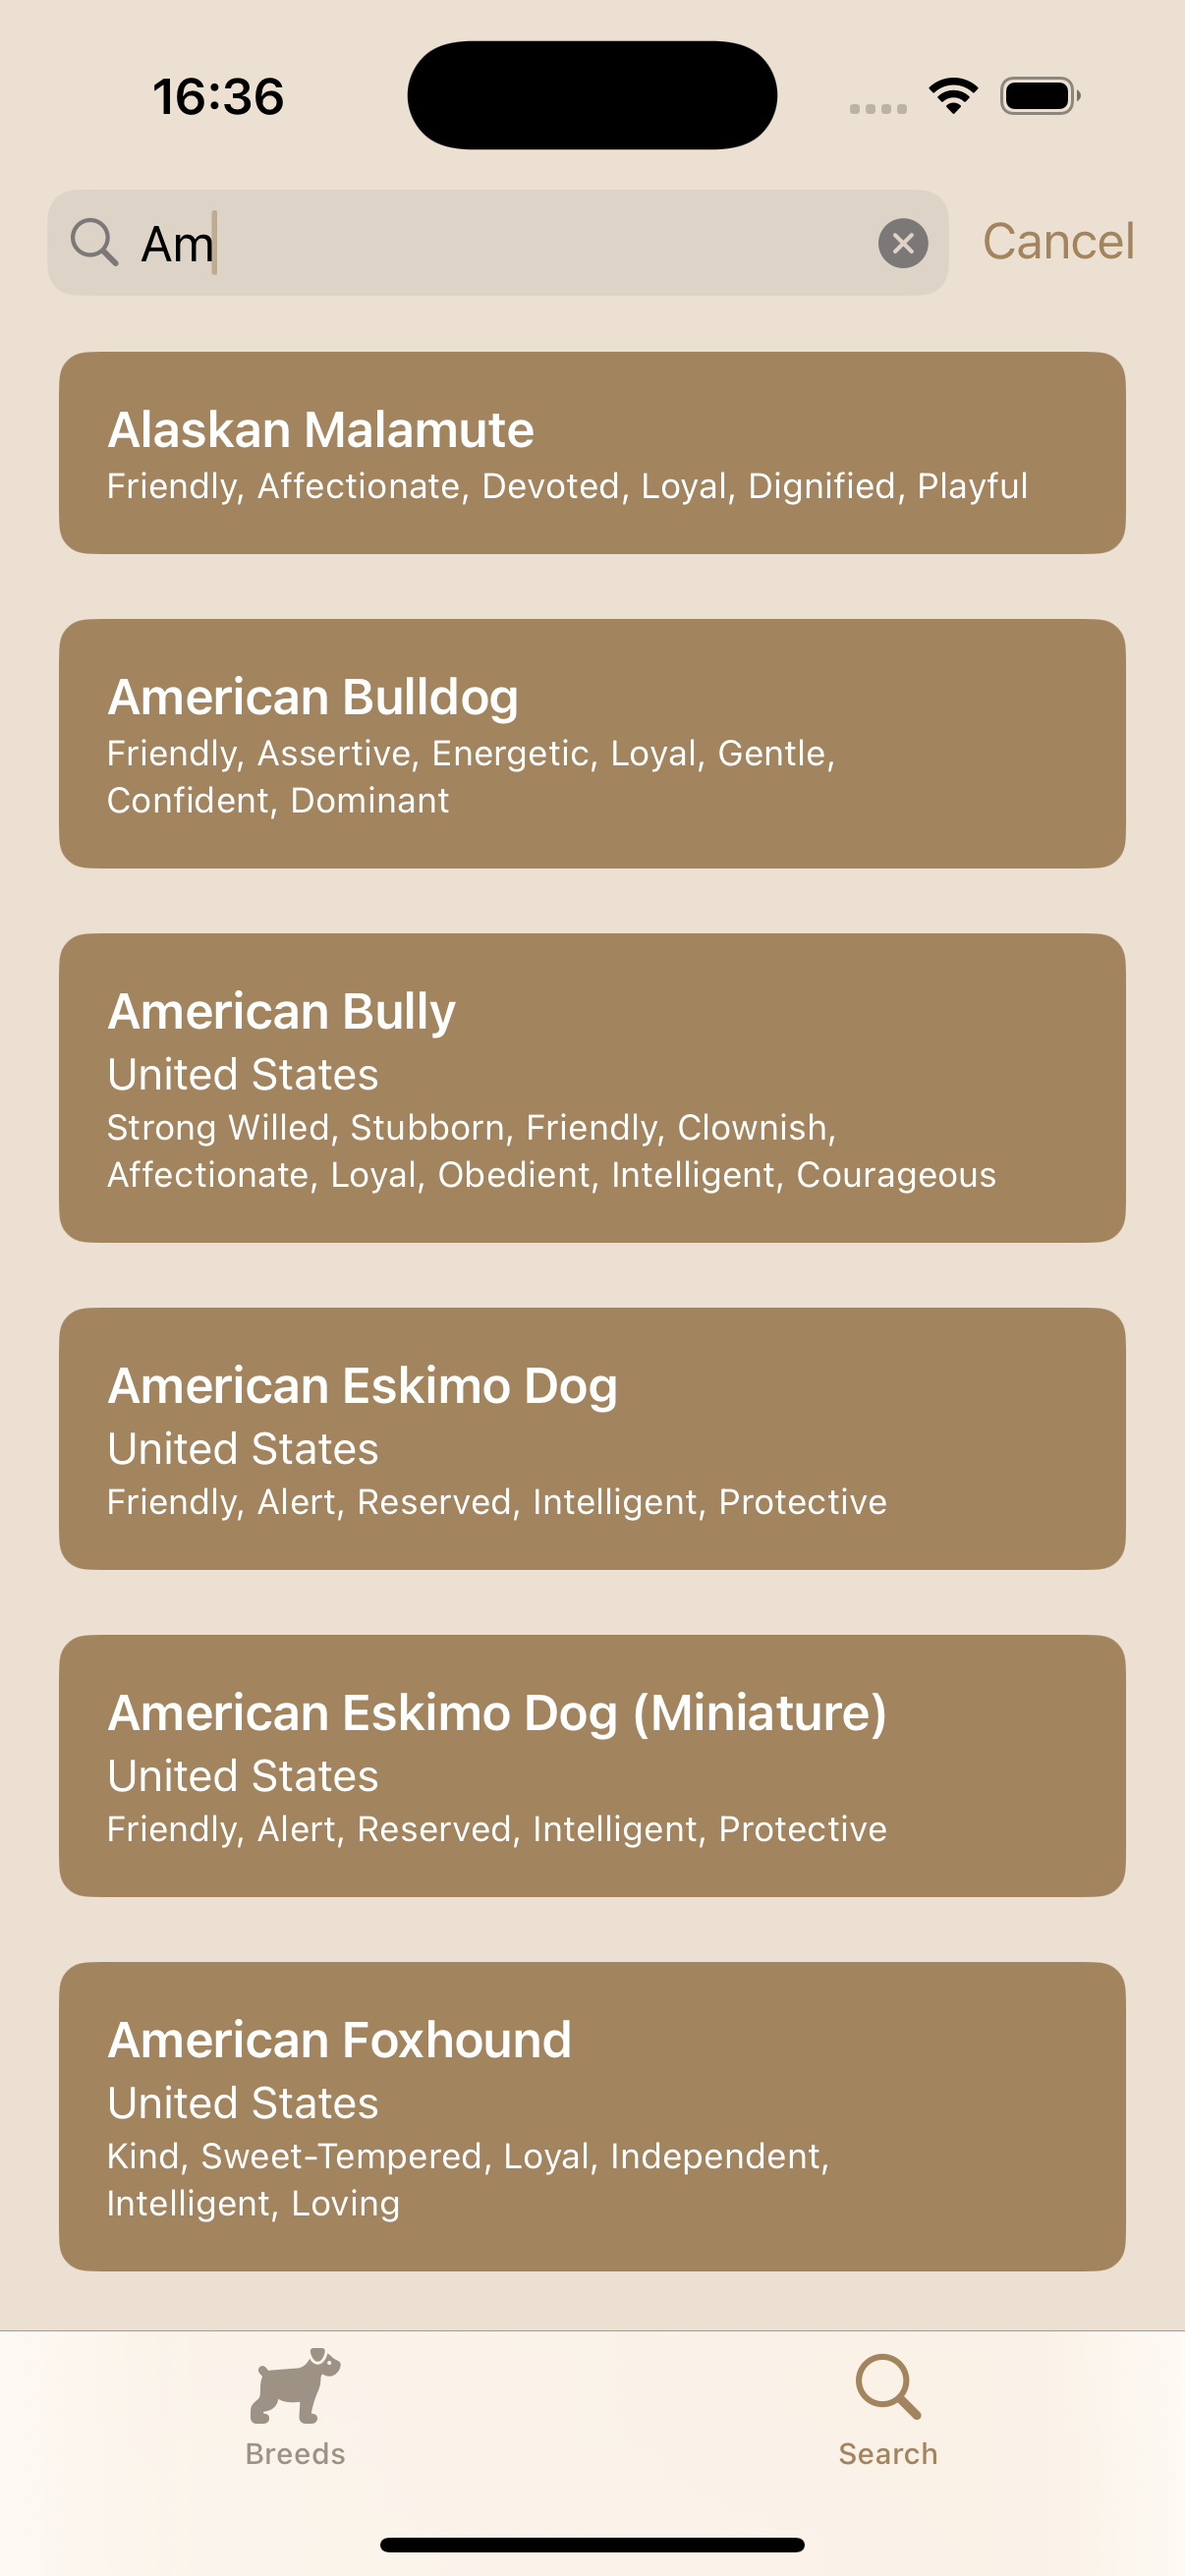 16:36
Am
Cancel
Alaskan Malamute
Friendly, Affectionate, Devoted, Loyal, Dignified, Playful
American Bulldog
Friendly, Assertive, Energetic, Loyal, Gentle,
Confident, Dominant
American Bully
United States
Strong Willed, Stubborn, Friendly, Clownish,
Affectionate, Loyal, Obedient, Intelligent, Courageous
American Eskimo Dog
United States
Friendly, Alert, Reserved, Intelligent, Protective
American Eskimo Dog (Miniature)
United States
Friendly, Alert, Reserved, Intelligent, Protective
American Foxhound
United States
Kind, Sweet-Tempered, Loyal, Independent,
Intelligent, Loving
Breeds
Search